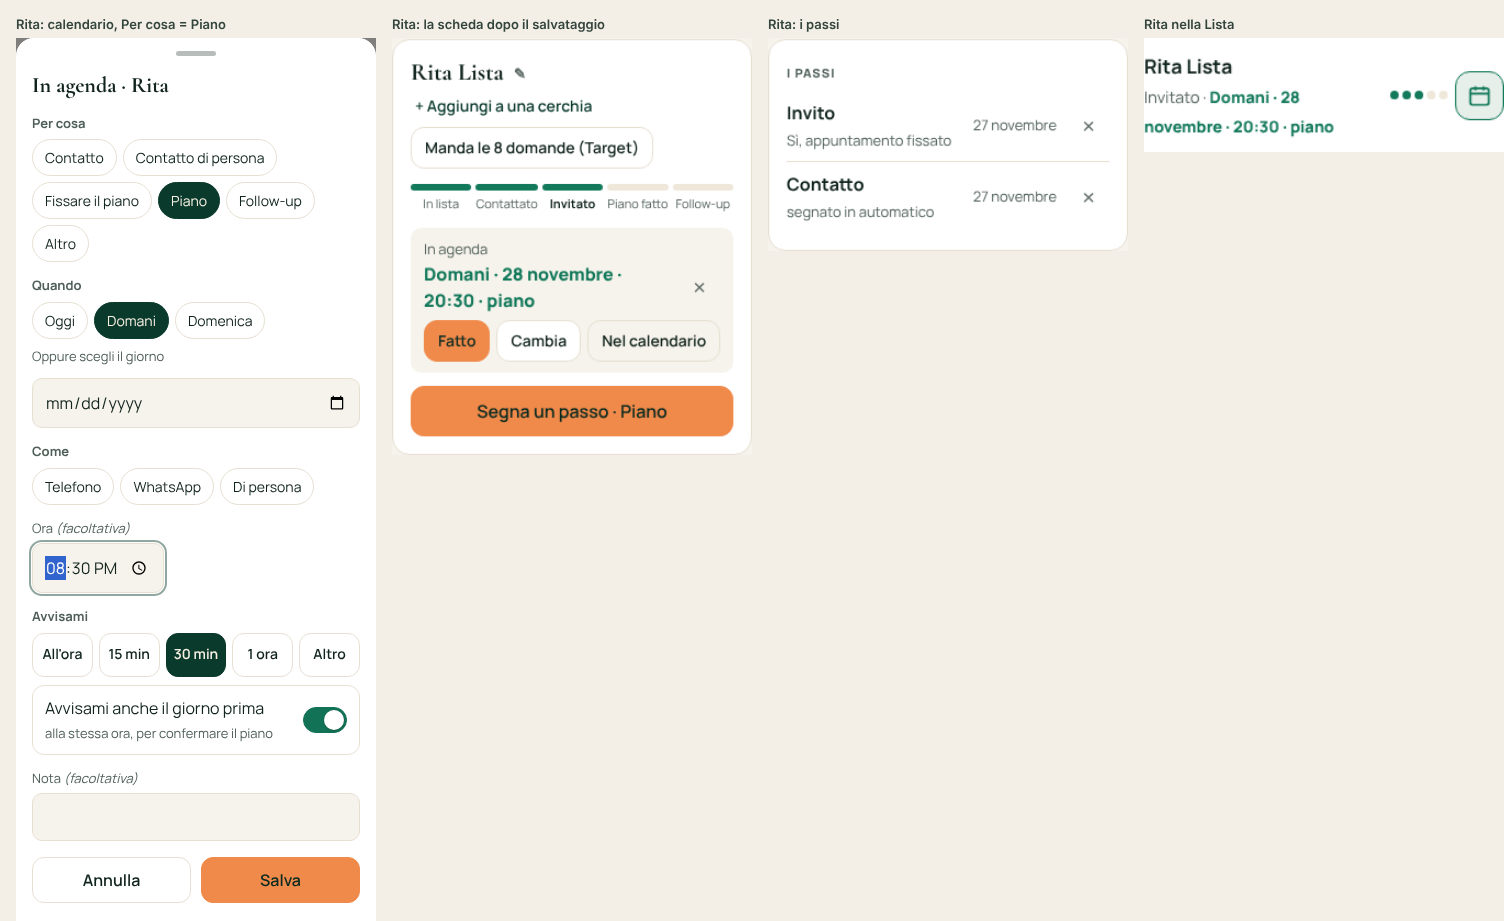 Rita: calendario, Per cosa = Piano
In agenda · Rita
Per cosa
Contatto
Contatto di persona
Fissare il piano
Piano
Follow-up
Altro
Quando
Oggi
Domani
Domenica
Oppure scegli il giorno
mm/dd/yyyy
Come
Telefono
WhatsApp
Di persona
Ora (facoltativa)
08:30 PM
Avvisami
All'ora
15 min
30 min
1 ora
Altro
Avvisami anche il giorno prima
alla stessa ora, per confermare il piano
Nota (facoltativa)
Annulla
Salva
Rita: la scheda dopo il salvataggio
Rita Lista ✎
+ Aggiungi a una cerchia
Manda le 8 domande (Target)
In lista
Contattato
Invitato
Piano fatto
Follow-up
In agenda
Domani · 28 novembre ·
20:30 · piano
×
Fatto
Cambia
Nel calendario
Segna un passo · Piano
Rita: i passi
I PASSI
Invito
Sì, appuntamento fissato
27 novembre
×
Contatto
segnato in automatico
27 novembre
×
Rita nella Lista
Rita Lista
Invitato · Domani · 28
novembre · 20:30 · piano